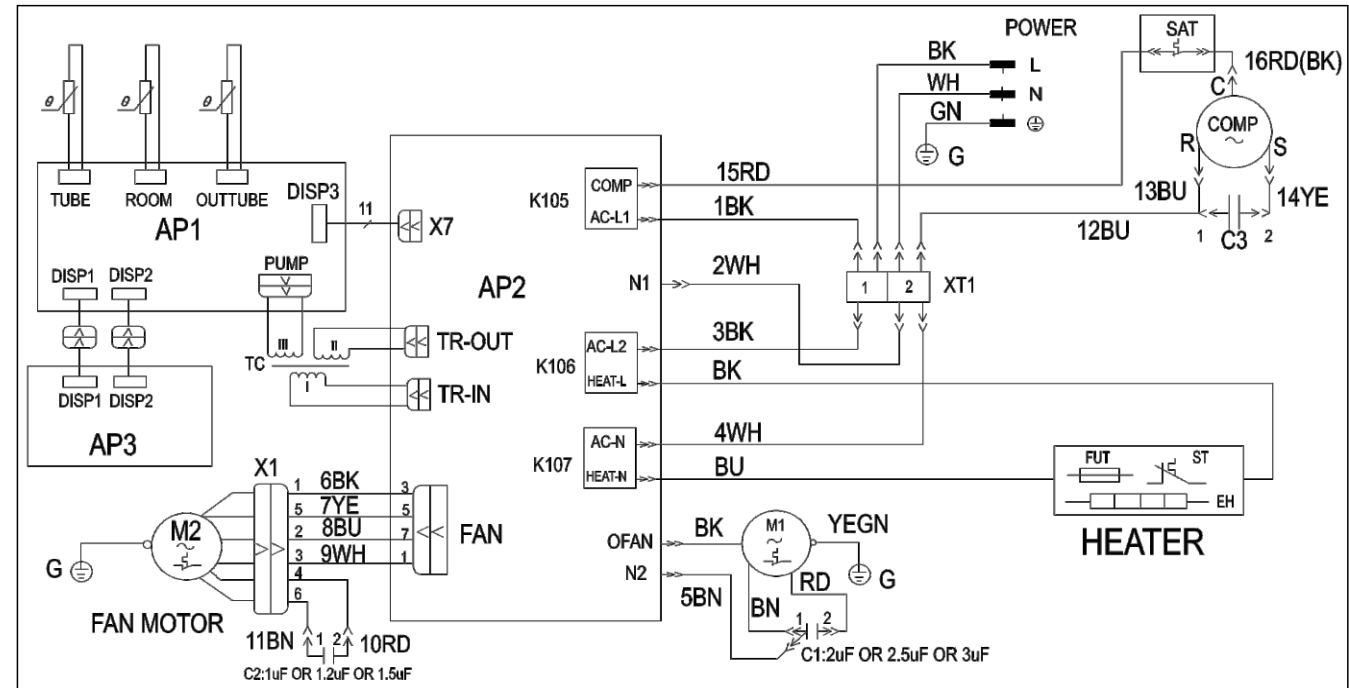 POWER
SAT
BK
L
16RD(BK)
WH
N
C
GN
COMP
~
G
R
S
θ
θ
θ
15RD
COMP
K105
AC-L1
1BK
13BU
14YE
12BU
1
C3
2
TUBE
ROOM
OUTTUBE
DISP3
11
X7
AP1
AP2
N1
2WH
1
2
XT1
DISP1
DISP2
PUMP
III
II
TR-OUT
TC
I
TR-IN
K106
AC-L2
3BK
HEAT-L
BK
DISP1
DISP2
AP3
K107
AC-N
4WH
HEAT-N
BU
FUT
ST
EH
HEATER
X1
1
6BK
3
5
7YE
5
2
8BU
7
3
9WH
1
4
6
FAN
M2
~
G
FAN MOTOR
11BN
1
2
10RD
C2:1uF OR 1.2uF OR 1.5uF
OFAN
BK
M1
~
YEGN
N2
5BN
BN
RD
G
1
2
C1:2uF OR 2.5uF OR 3uF